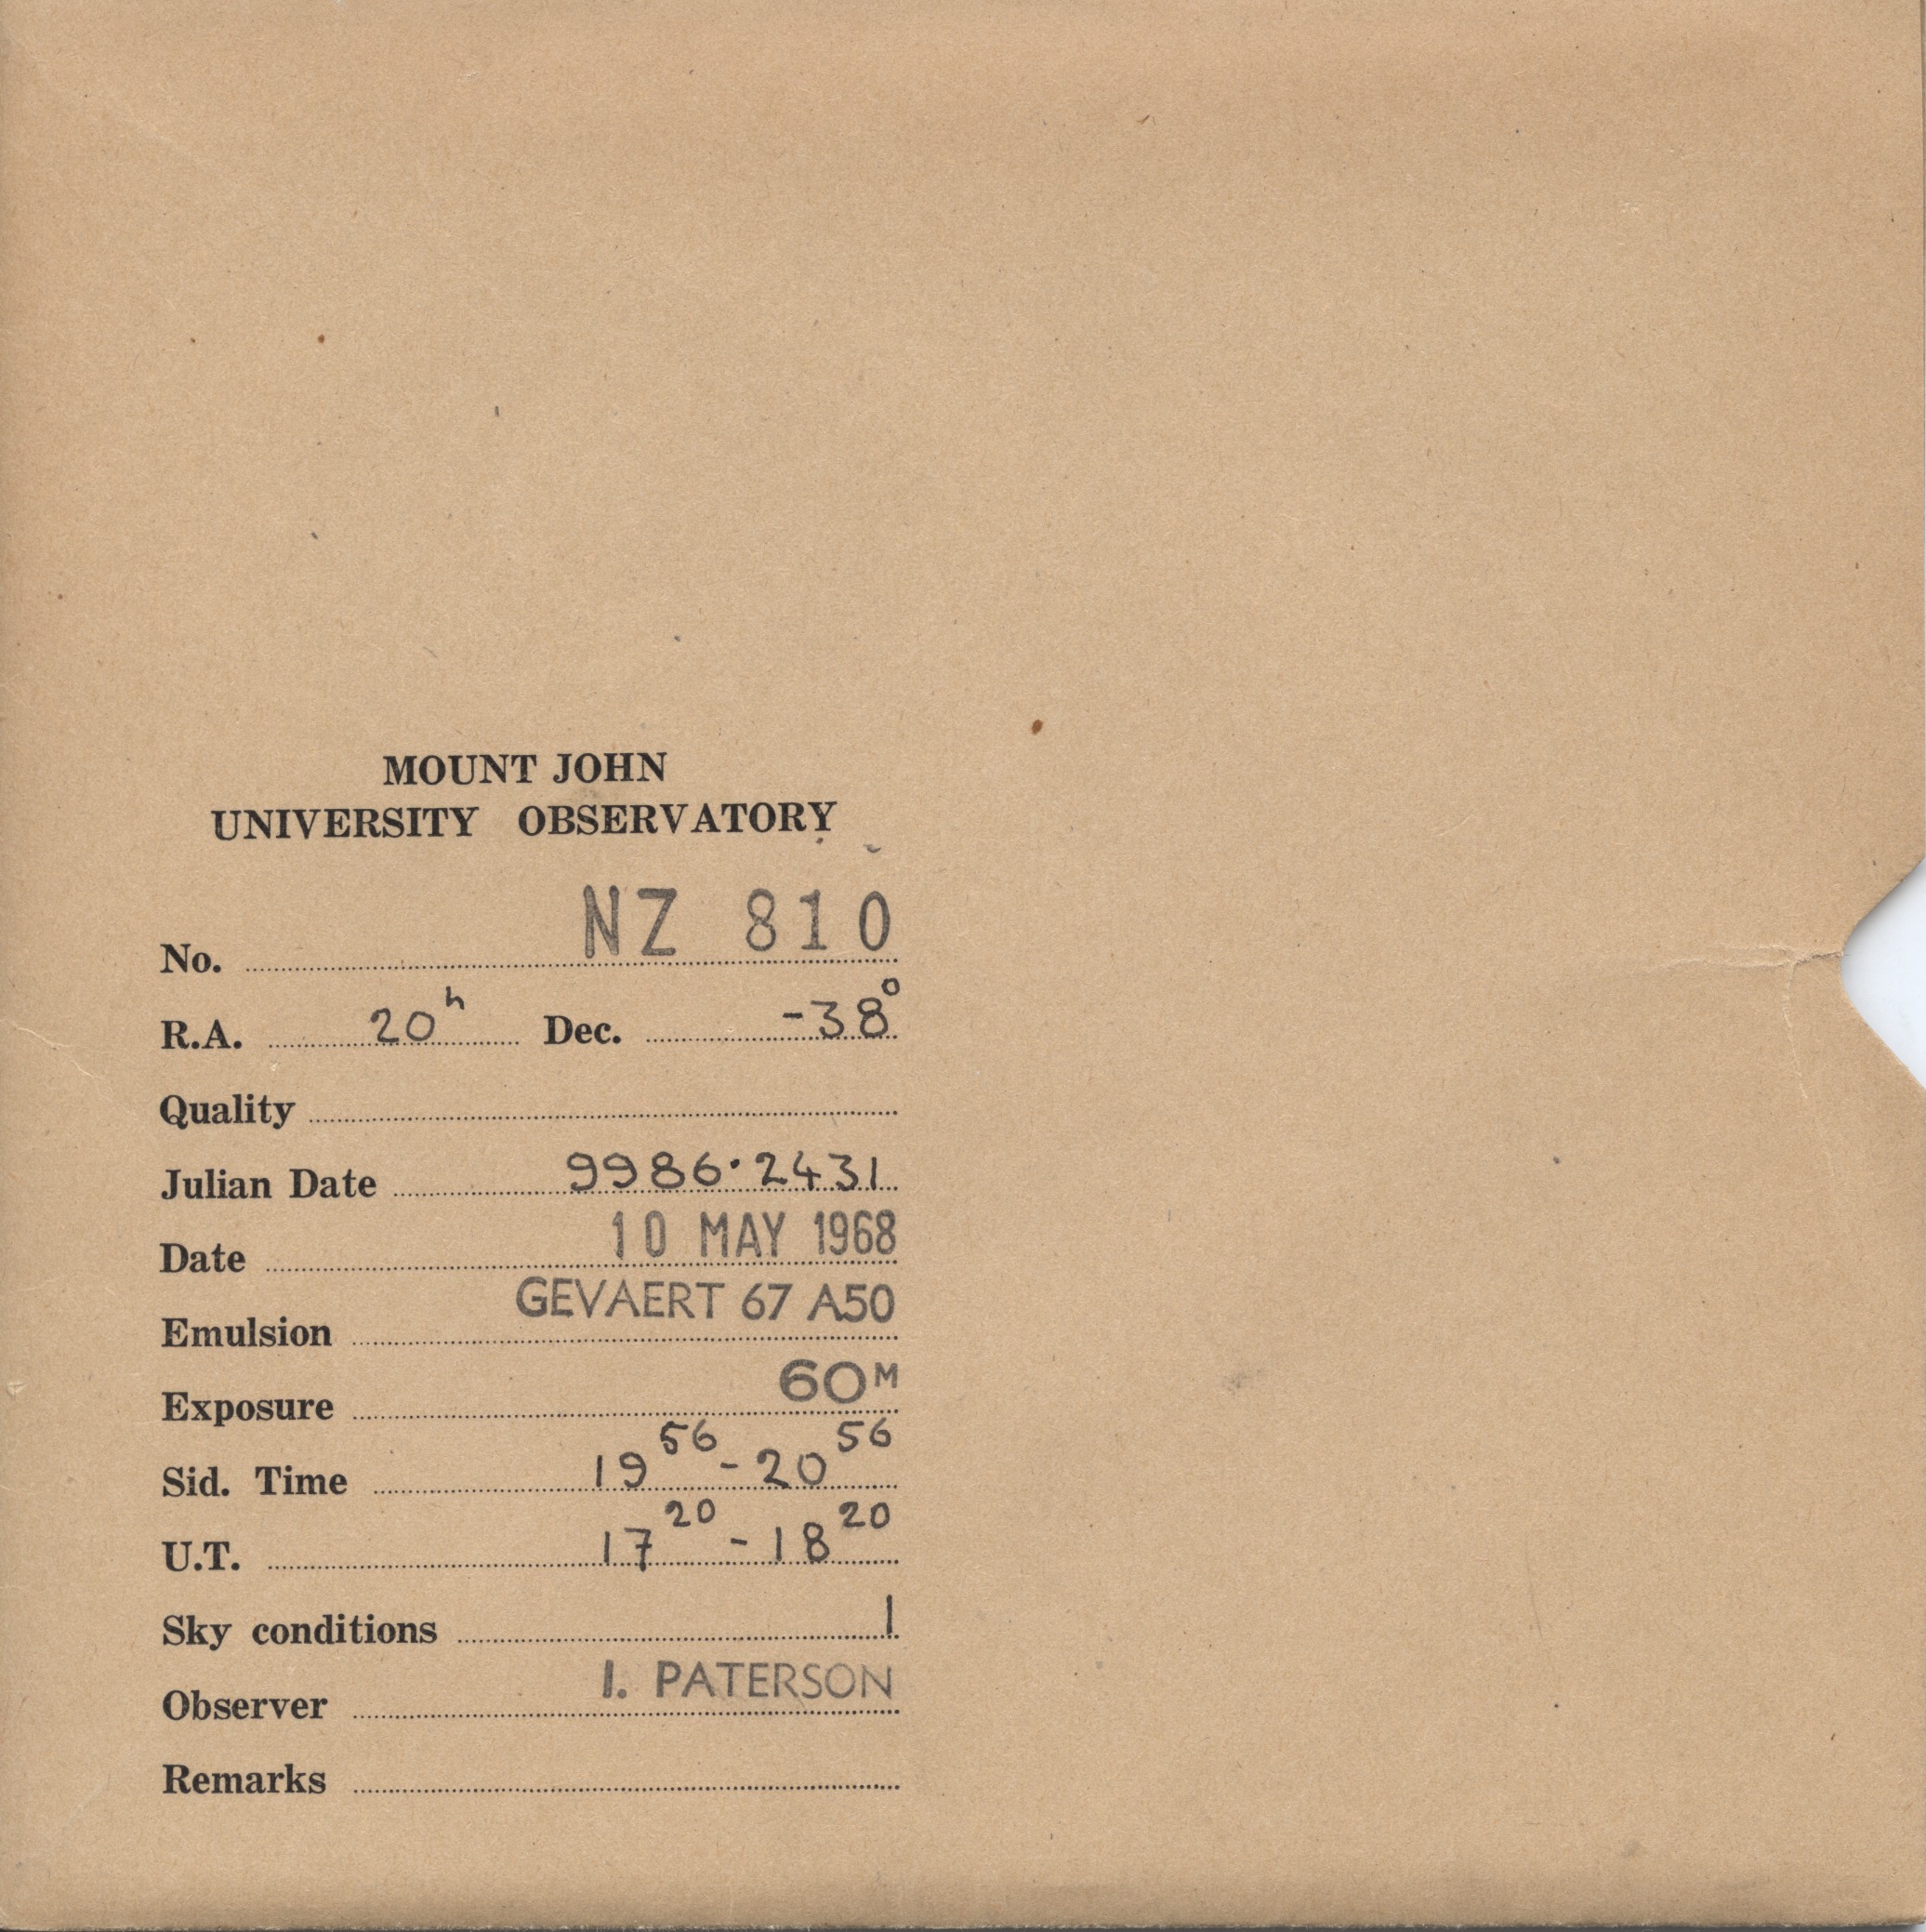 MOUNT JOHN
UNIVERSITY OBSERVATORY
No. NZ 810
R.A. 20h Dec. -38°
Quality
Julian Date 9986·2431
Date 10 MAY 1968
Emulsion GEVAERT 67 A50
Exposure 60M
Sid. Time 19 56 - 20 56
U.T. 17 20 - 18 20
Sky conditions 1
Observer I. PATERSON
Remarks